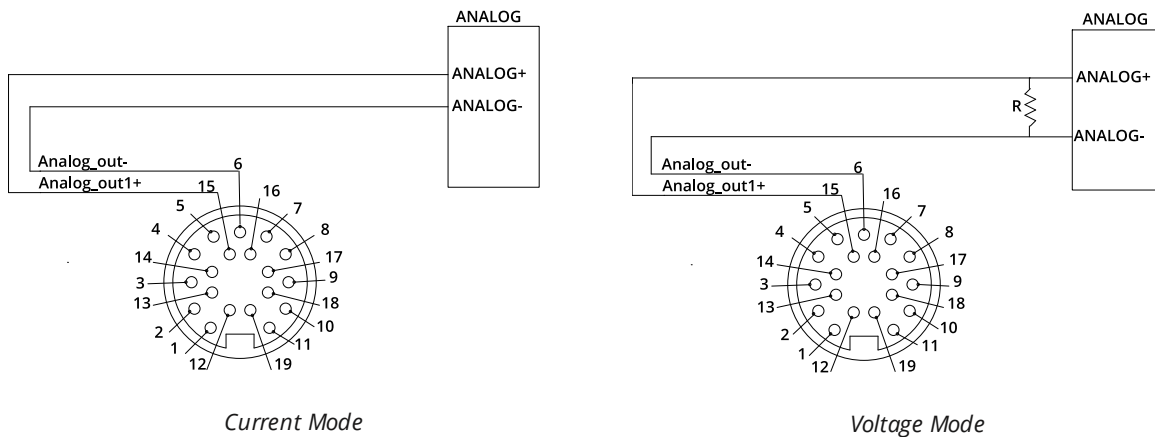 ANALOG
ANALOG+
ANALOG-
Analog_out-
Analog_out1+
6
15
16
5
7
4
8
14
17
3
9
13
18
2
10
1
11
12
19
Current Mode
ANALOG
ANALOG+
R
ANALOG-
Analog_out-
Analog_out1+
6
15
16
5
7
4
8
14
17
3
9
13
18
2
10
1
11
12
19
Voltage Mode